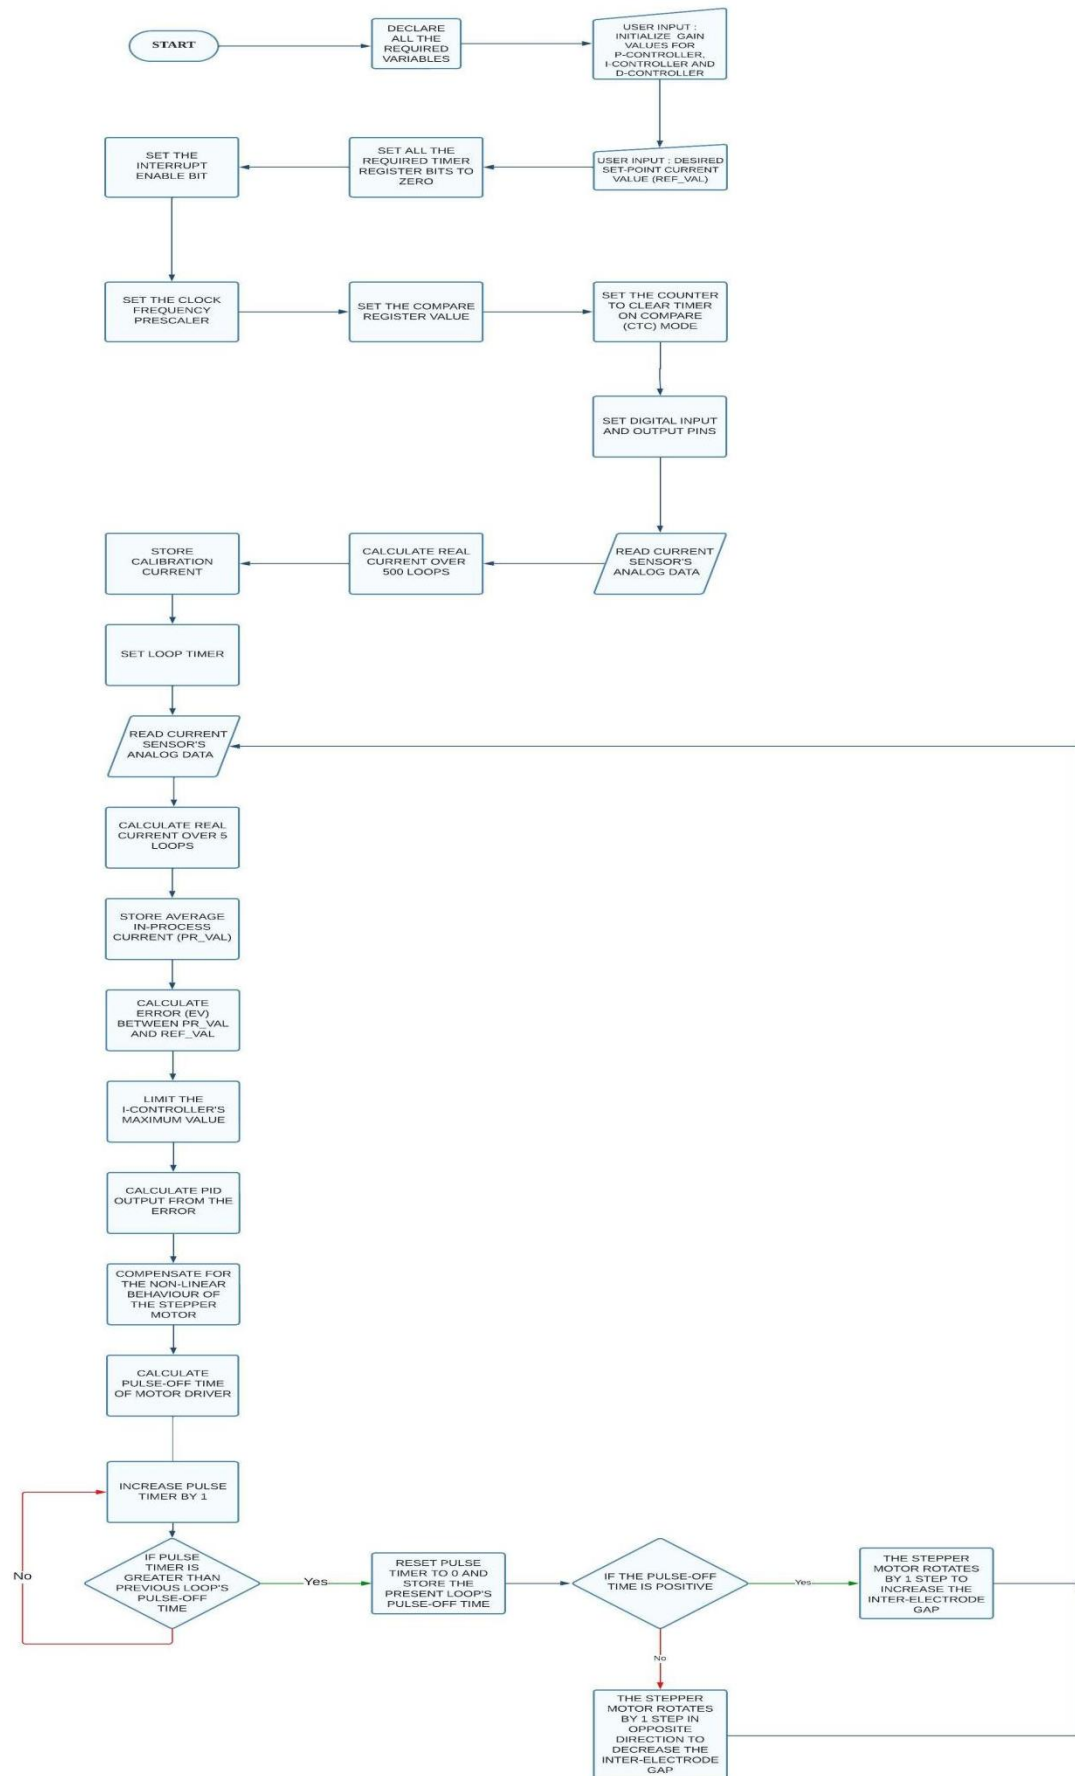 START
DECLARE
ALL THE
REQUIRED
VARIABLES
USER INPUT :
INITIALIZE GAIN
VALUES FOR
P-CONTROLLER,
I-CONTROLLER AND
D-CONTROLLER
USER INPUT : DESIRED
SET-POINT CURRENT
VALUE (REF_VAL)
SET ALL THE
REQUIRED TIMER
REGISTER BITS TO
ZERO
SET THE
INTERRUPT
ENABLE BIT
SET THE CLOCK
FREQUENCY
PRESCALER
SET THE COMPARE
REGISTER VALUE
SET THE COUNTER
TO CLEAR TIMER
ON COMPARE
(CTC) MODE
SET DIGITAL INPUT
AND OUTPUT PINS
READ CURRENT
SENSOR'S
ANALOG DATA
CALCULATE REAL
CURRENT OVER
500 LOOPS
STORE
CALIBRATION
CURRENT
SET LOOP TIMER
READ CURRENT
SENSOR'S
ANALOG DATA
CALCULATE REAL
CURRENT OVER 5
LOOPS
STORE AVERAGE
IN-PROCESS
CURRENT (PR_VAL)
CALCULATE
ERROR (EV)
BETWEEN PR_VAL
AND REF_VAL
LIMIT THE
I-CONTROLLER'S
MAXIMUM VALUE
CALCULATE PID
OUTPUT FROM THE
ERROR
COMPENSATE FOR
THE NON-LINEAR
BEHAVIOUR OF
THE STEPPER
MOTOR
CALCULATE
PULSE-OFF TIME
OF MOTOR DRIVER
INCREASE PULSE
TIMER BY 1
IF PULSE
TIMER IS
GREATER THAN
PREVIOUS LOOP'S
PULSE-OFF
TIME
No
Yes
RESET PULSE
TIMER TO 0 AND
STORE THE
PRESENT LOOP'S
PULSE-OFF TIME
IF THE PULSE-OFF
TIME IS POSITIVE
Yes
THE STEPPER
MOTOR ROTATES
BY 1 STEP TO
INCREASE THE
INTER-ELECTRODE
GAP
No
THE STEPPER
MOTOR ROTATES
BY 1 STEP IN
OPPOSITE
DIRECTION TO
DECREASE THE
INTER-ELECTRODE
GAP